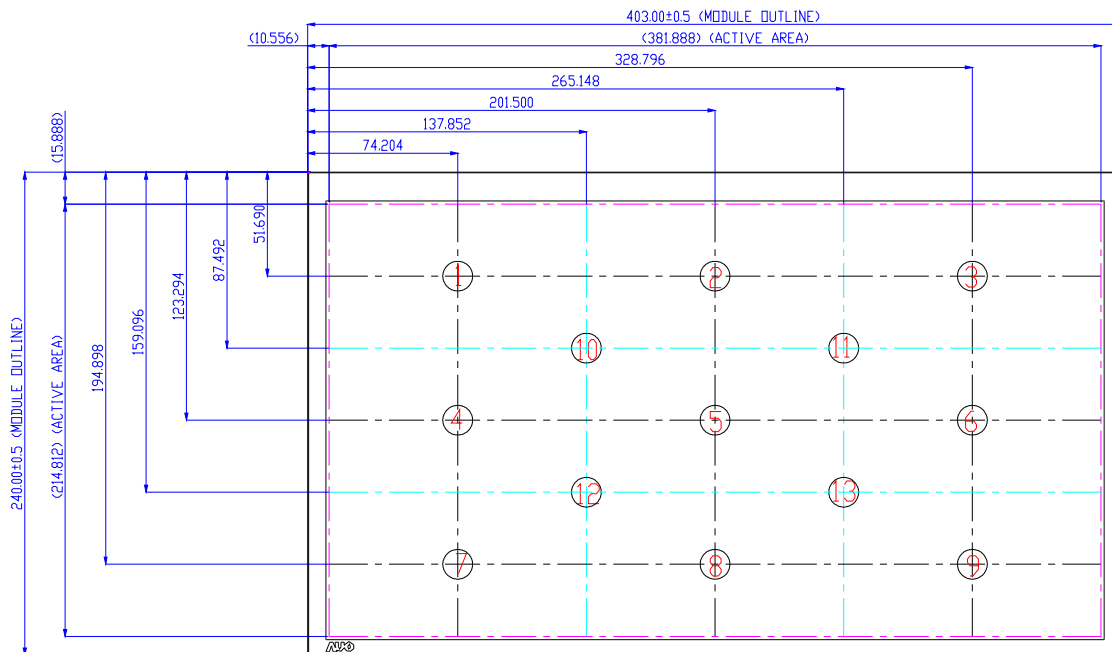 403.00±0.5 (MODULE OUTLINE)
(10.556)
(381.888) (ACTIVE AREA)
328.796
265.148
201.500
137.852
74.204
(15.888)
51.690
87.492
123.294
159.096
194.898
(214.812) (ACTIVE AREA)
240.00±0.5 (MODULE OUTLINE)
1 2 3
10 11
4 5 6
12 13
7 8 9
AUO